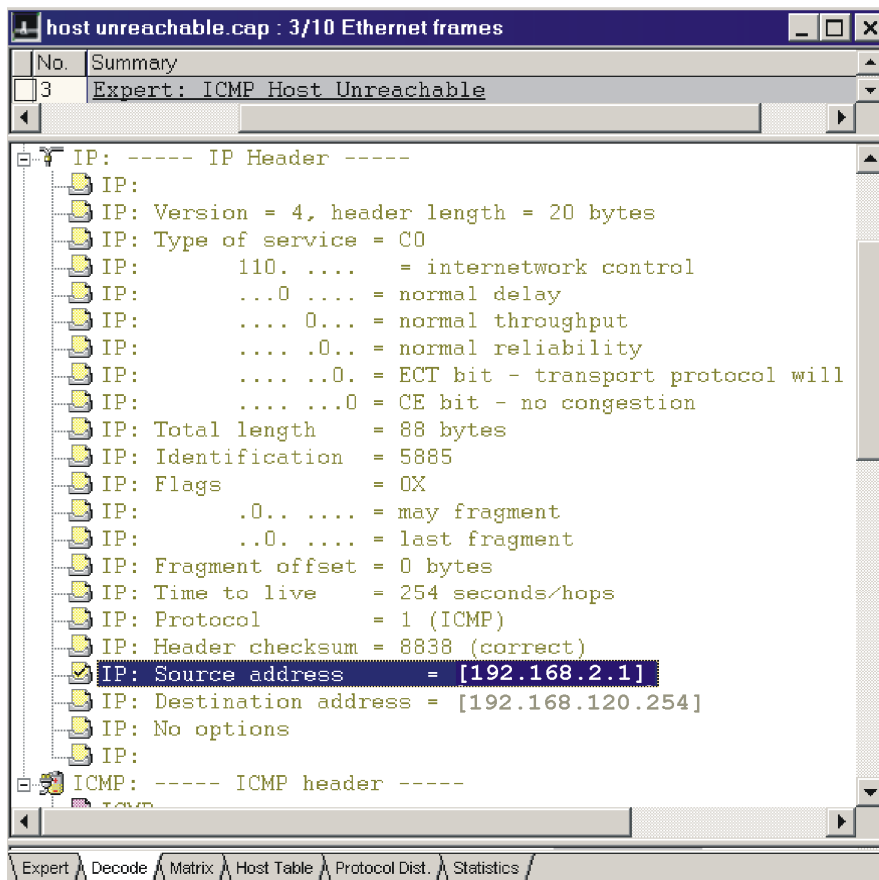 host unreachable.cap : 3/10 Ethernet frames
No. Summary
3 Expert: ICMP Host Unreachable
IP: ----- IP Header -----
IP:
IP: Version = 4, header length = 20 bytes
IP: Type of service = C0
IP: 110. .... = internetwork control
IP: ...0 .... = normal delay
IP: .... 0... = normal throughput
IP: .... .0.. = normal reliability
IP: .... ..0. = ECT bit - transport protocol will
IP: .... ...0 = CE bit - no congestion
IP: Total length = 88 bytes
IP: Identification = 5885
IP: Flags = 0X
IP: .0.. .... = may fragment
IP: ..0. .... = last fragment
IP: Fragment offset = 0 bytes
IP: Time to live = 254 seconds/hops
IP: Protocol = 1 (ICMP)
IP: Header checksum = 8838 (correct)
IP: Source address = [192.168.2.1]
IP: Destination address = [192.168.120.254]
IP: No options
IP:
ICMP: ----- ICMP header -----
Expert Decode Matrix Host Table Protocol Dist. Statistics